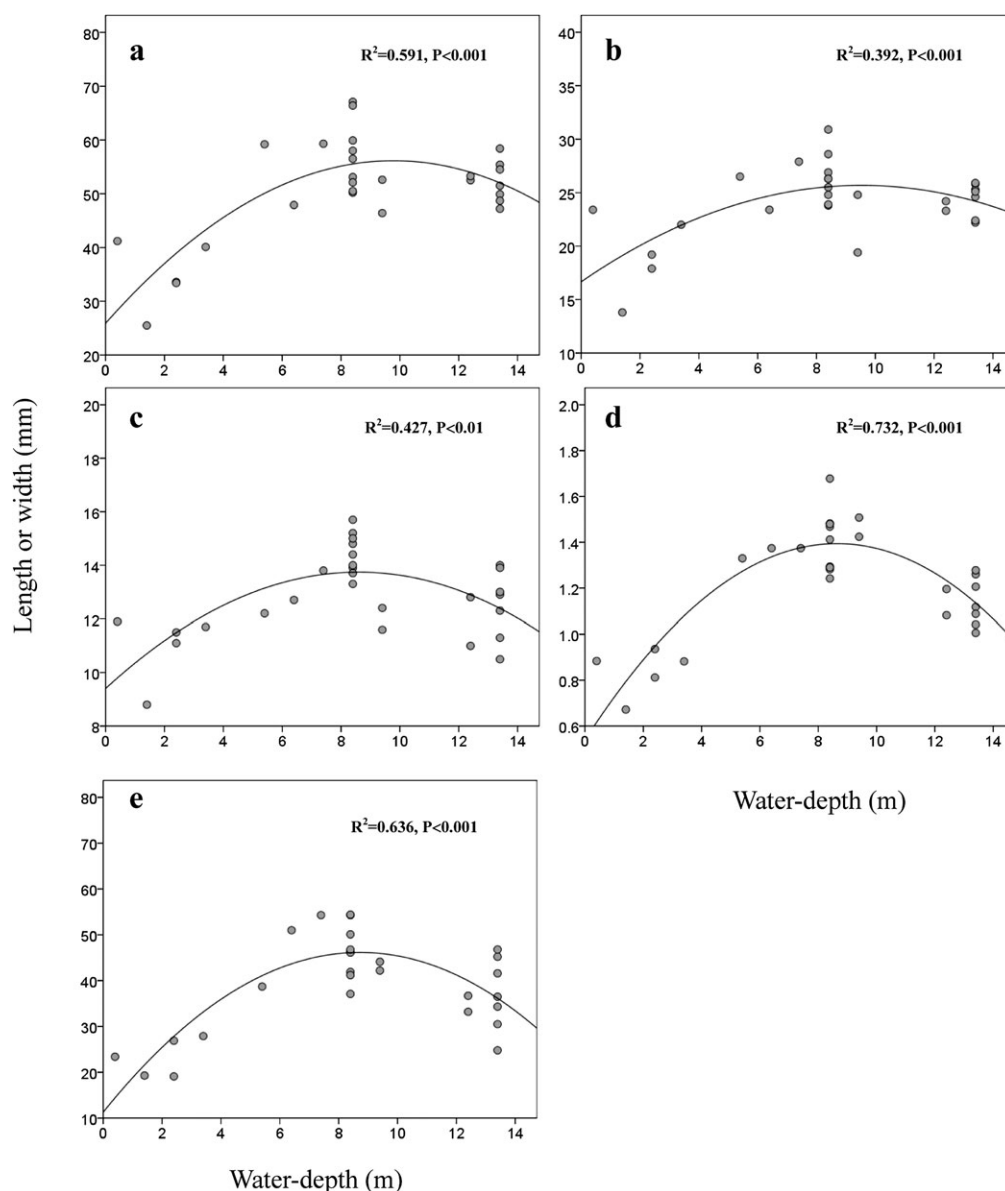 a
R²=0.591, P<0.001
80
70
60
50
40
30
20
0 2 4 6 8 10 12 14
b
R²=0.392, P<0.001
40
35
30
25
20
15
10
0 2 4 6 8 10 12 14
Length or width (mm)
c
R²=0.427, P<0.01
20
18
16
14
12
10
8
0 2 4 6 8 10 12 14
d
R²=0.732, P<0.001
2.0
1.8
1.6
1.4
1.2
1.0
0.8
0.6
0 2 4 6 8 10 12 14
Water-depth (m)
e
R²=0.636, P<0.001
80
70
60
50
40
30
20
10
0 2 4 6 8 10 12 14
Water-depth (m)